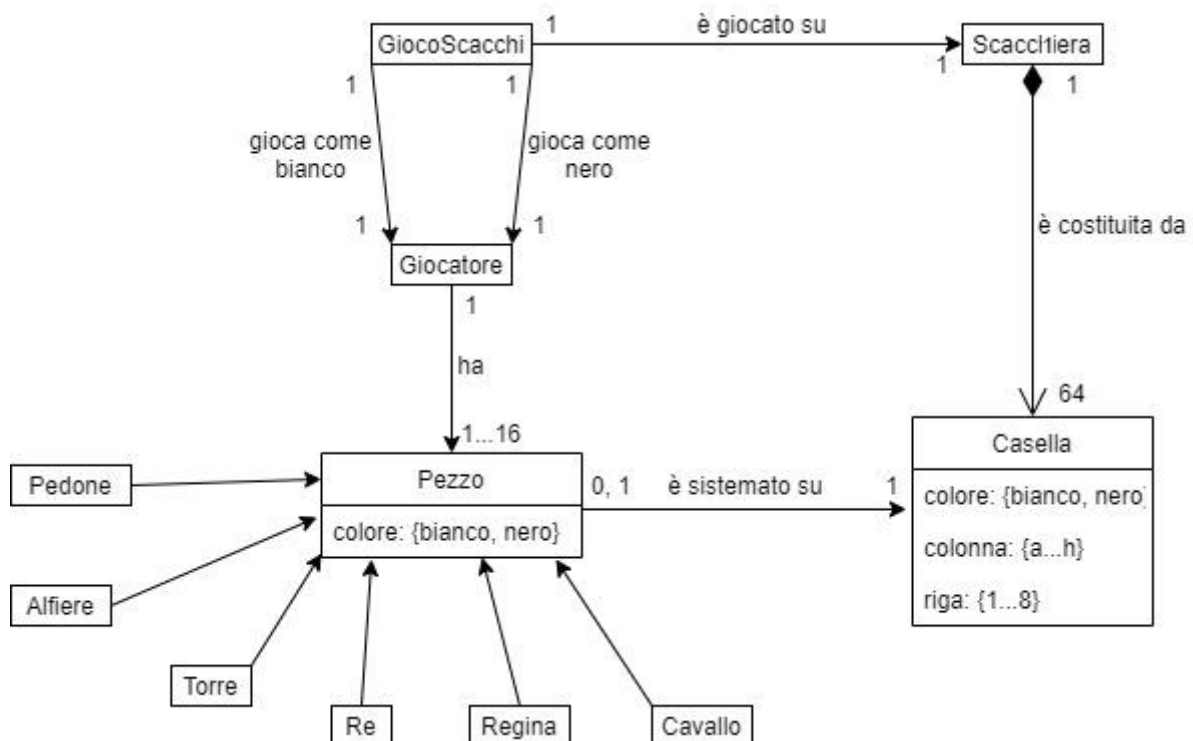 GiocoScacchi
1
è giocato su
1
Scacchiera
1
1
1
gioca come
bianco
gioca come
nero
1
1
Giocatore
1
è costituita da
ha
64
1...16
Pezzo
colore: {bianco, nero}
0, 1
è sistemato su
1
Casella
colore: {bianco, nero}
colonna: {a...h}
riga: {1...8}
Pedone
Alfiere
Torre
Re
Regina
Cavallo